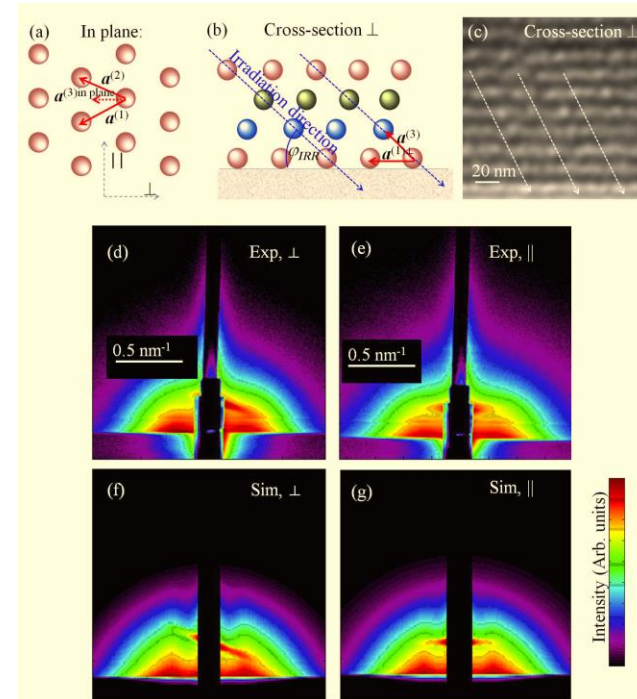 (a) In plane:
a(2)
a(3)in plane
a(1)
||
⊥
(b) Cross-section ⊥
Irradiation direction
φIRR
a(3)
a(1)⊥
(c) Cross-section ⊥
20 nm
(d) Exp, ⊥
0.5 nm-1
(e) Exp, ||
0.5 nm-1
(f) Sim, ⊥
(g) Sim, ||
Intensity (Arb. units)